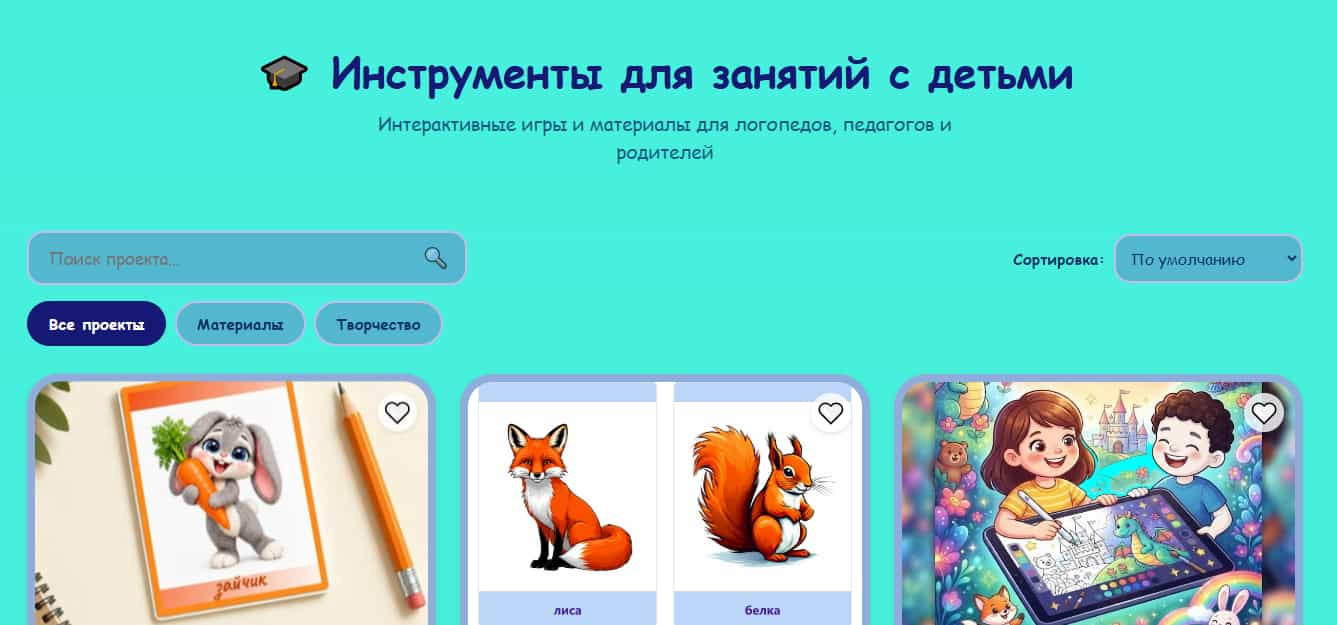 Инструменты для занятий с детьми
Интерактивные игры и материалы для логопедов, педагогов и
родителей
Поиск проекта...
Сортировка: По умолчанию
Все проекты Материалы Творчество
зайчик
лиса белка